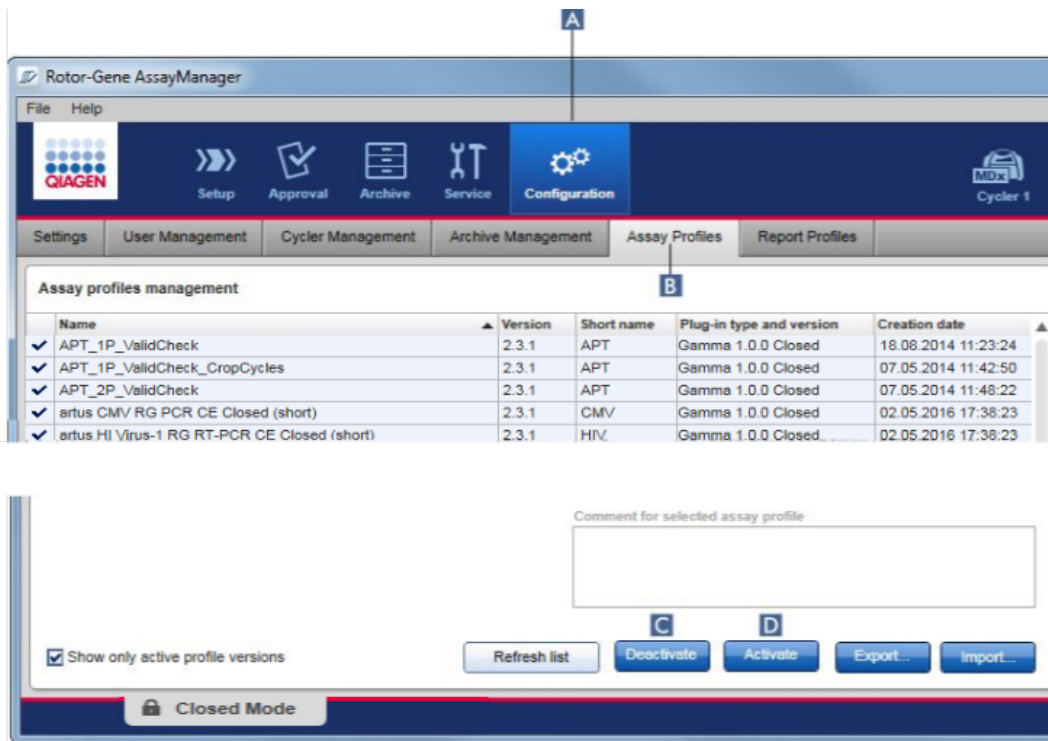 A
Rotor-Gene AssayManager
File Help
QIAGEN
Setup Approval Archive Service Configuration
MDx
Cycler 1
Settings User Management Cycler Management Archive Management Assay Profiles Report Profiles
B
Assay profiles management
Name Version Short name Plug-in type and version Creation date
APT_1P_ValidCheck 2.3.1 APT Gamma 1.0.0 Closed 18.08.2014 11:23:24
APT_1P_ValidCheck_CropCycles 2.3.1 APT Gamma 1.0.0 Closed 07.05.2014 11:42:50
APT_2P_ValidCheck 2.3.1 APT Gamma 1.0.0 Closed 07.05.2014 11:48:22
artus CMV RG PCR CE Closed (short) 2.3.1 CMV Gamma 1.0.0 Closed 02.05.2016 17:38:23
artus HI Virus-1 RG RT-PCR CE Closed (short) 2.3.1 HIV Gamma 1.0.0 Closed 02.05.2016 17:38:23
Comment for selected assay profile
C D
Show only active profile versions Refresh list Deactivate Activate Export... Import...
Closed Mode